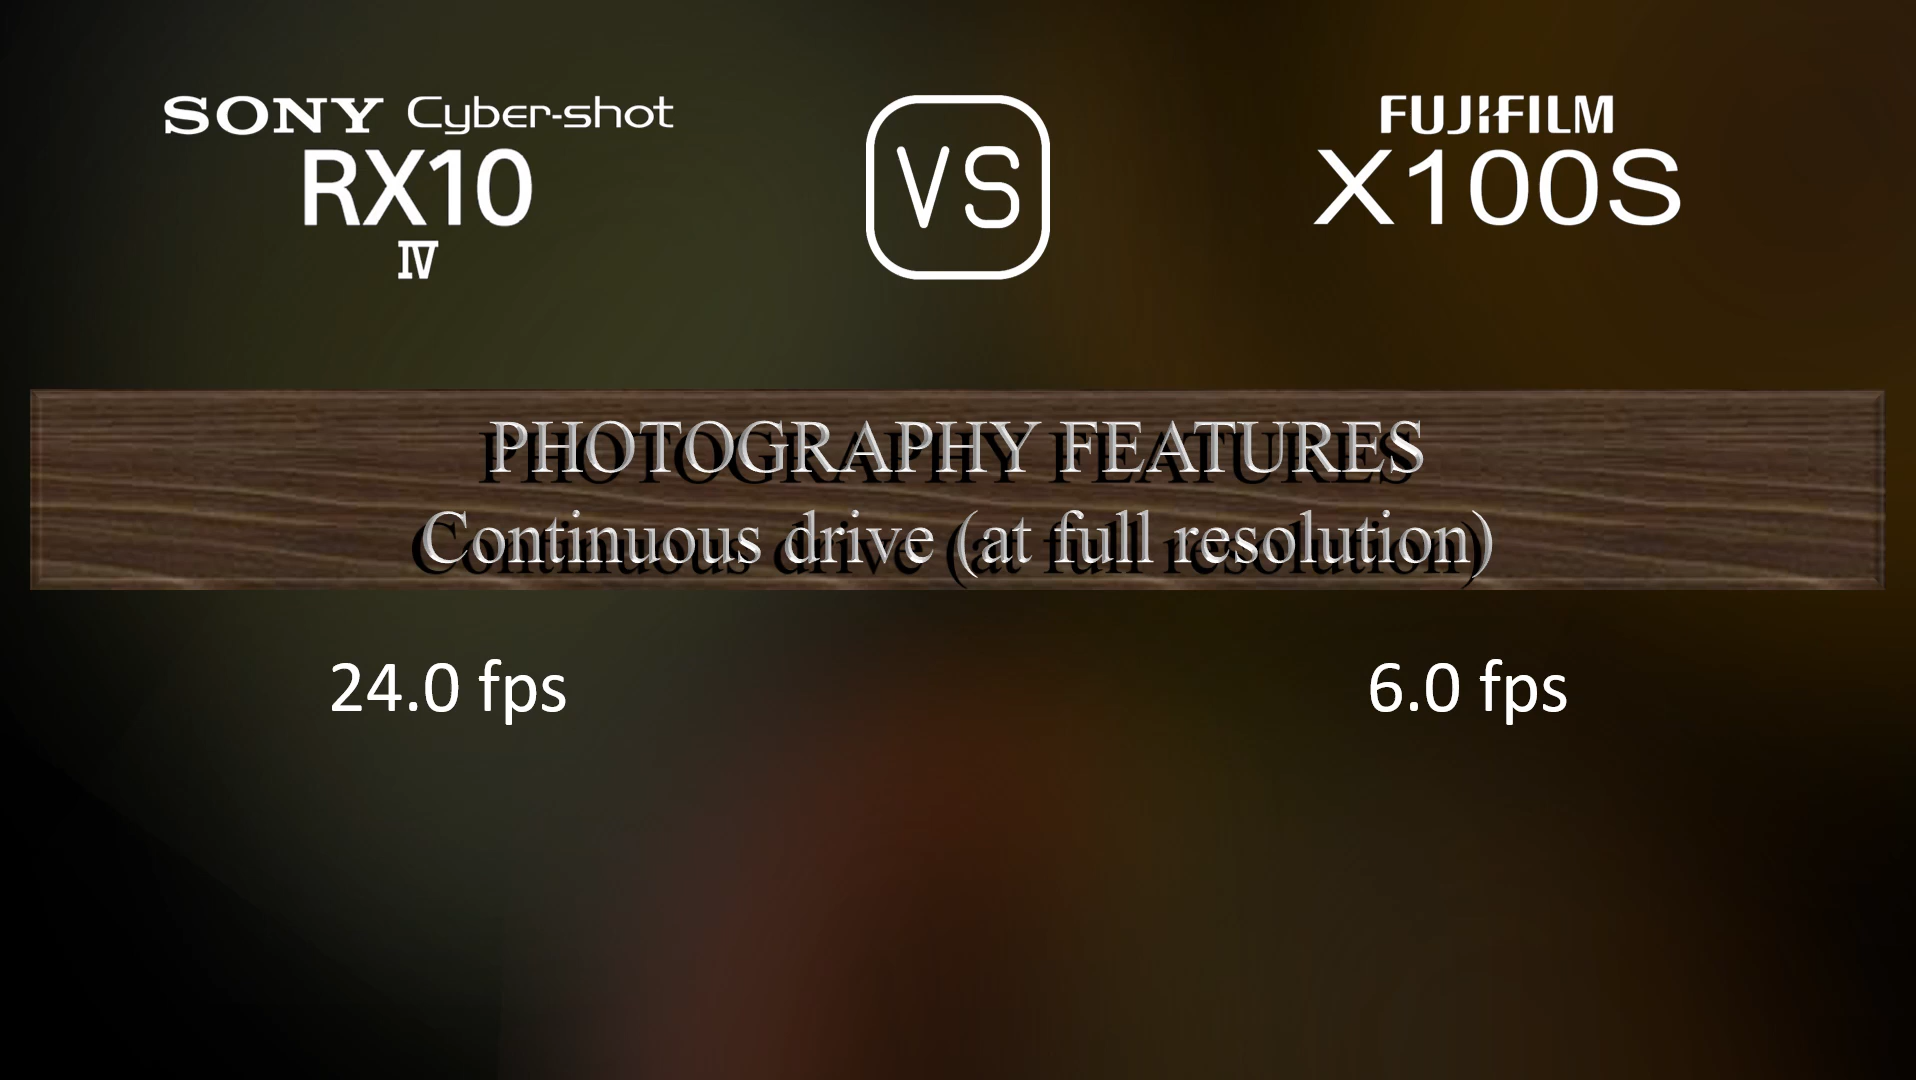 SONY Cyber-shot
RX10
IV
VS
FUJIFILM
X100S
PHOTOGRAPHY FEATURES
Continuous drive (at full resolution)
24.0 fps
6.0 fps